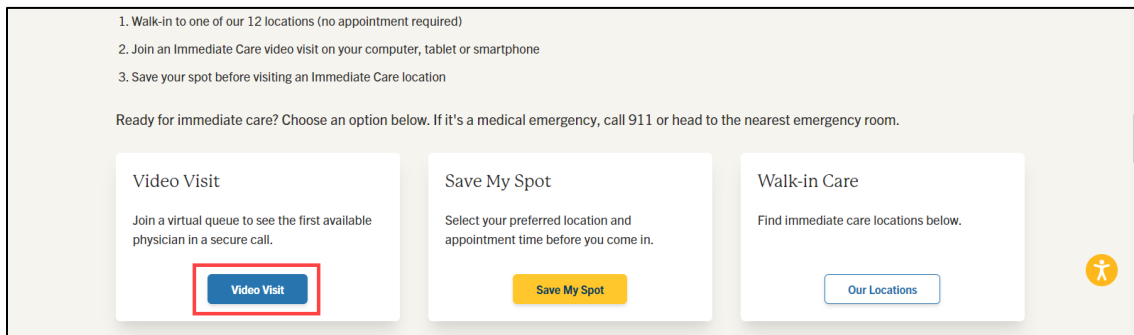 1. Walk-in to one of our 12 locations (no appointment required)
2. Join an Immediate Care video visit on your computer, tablet or smartphone
3. Save your spot before visiting an Immediate Care location
Ready for immediate care? Choose an option below. If it's a medical emergency, call 911 or head to the nearest emergency room.
Video Visit
Join a virtual queue to see the first available
physician in a secure call.
Video Visit
Save My Spot
Select your preferred location and
appointment time before you come in.
Save My Spot
Walk-in Care
Find immediate care locations below.
Our Locations